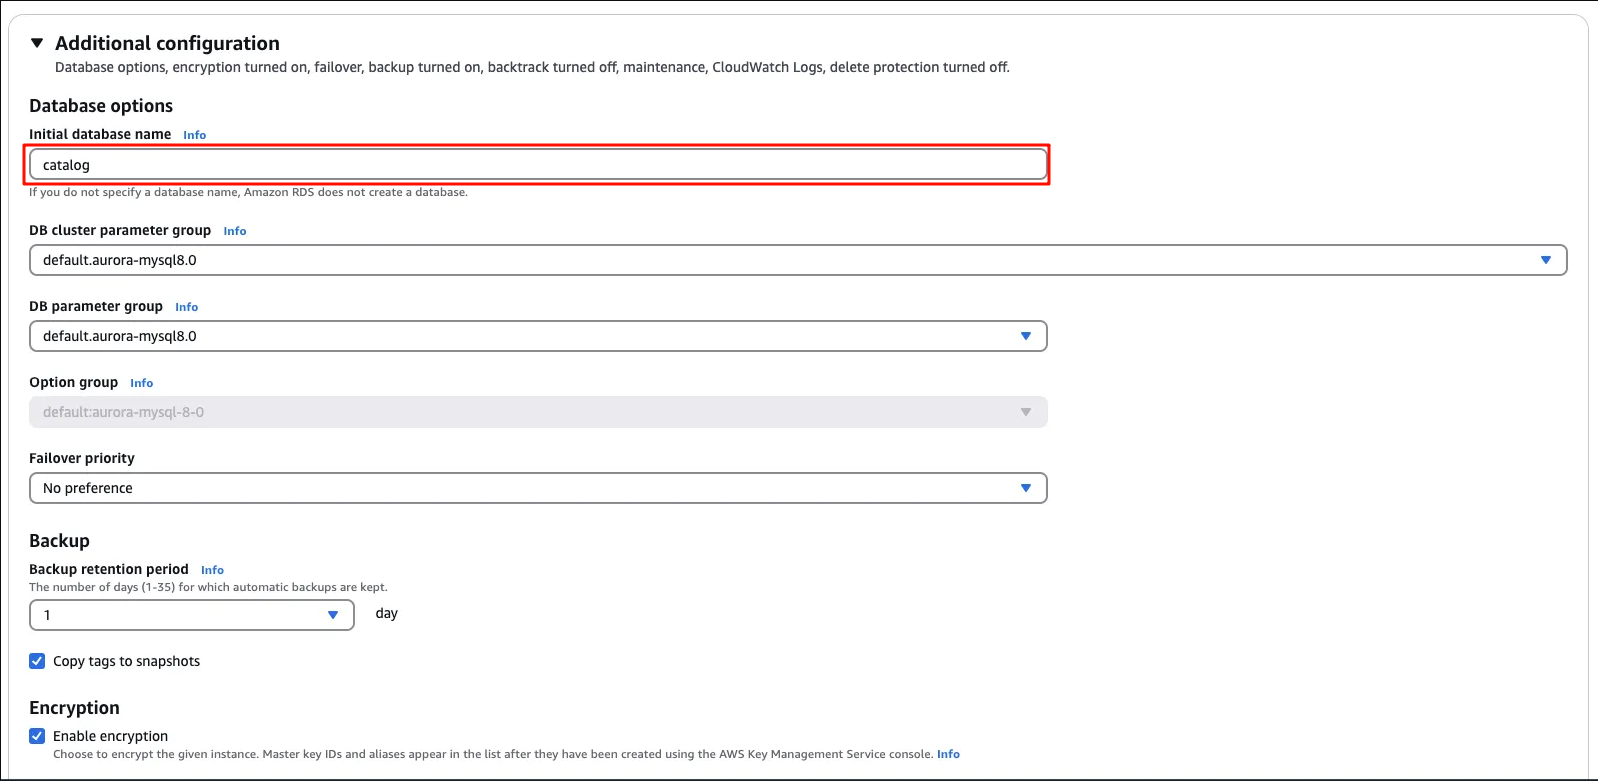 Additional configuration
Database options, encryption turned on, failover, backup turned on, backtrack turned off, maintenance, CloudWatch Logs, delete protection turned off.
Database options
Initial database name Info
catalog
If you do not specify a database name, Amazon RDS does not create a database.
DB cluster parameter group Info
default.aurora-mysql8.0
DB parameter group Info
default.aurora-mysql8.0
Option group Info
default:aurora-mysql-8-0
Failover priority
No preference
Backup
Backup retention period Info
The number of days (1-35) for which automatic backups are kept.
1 day
Copy tags to snapshots
Encryption
Enable encryption
Choose to encrypt the given instance. Master key IDs and aliases appear in the list after they have been created using the AWS Key Management Service console. Info